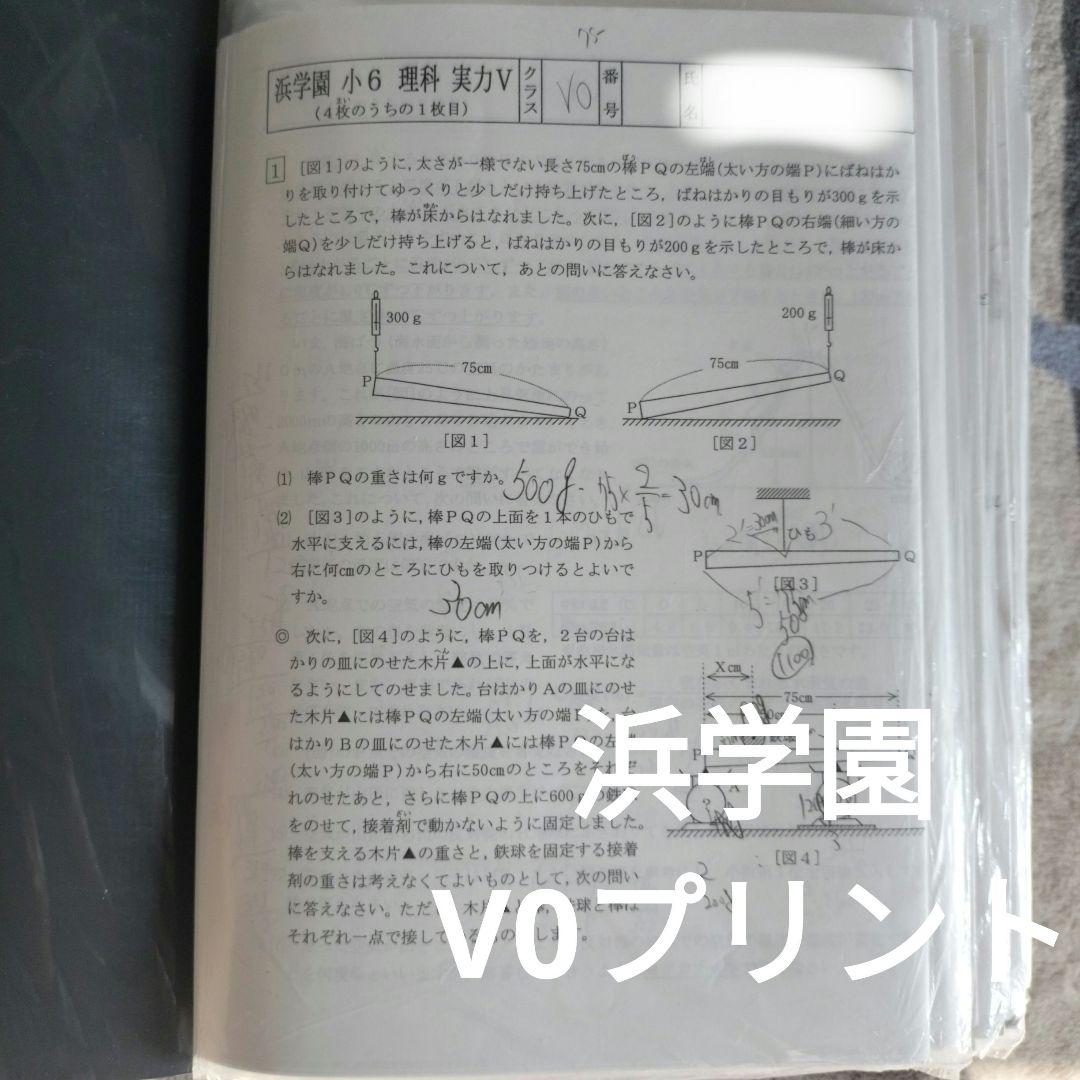 75
浜学園 小6 理科 実力V
(4枚のうちの1枚目)
クラス
V0
番号
氏名
1 [図1]のように,太さが一様でない長さ75cmの棒PQの左端(太い方の端P)にばねはか
りを取り付けてゆっくりと少しだけ持ち上げたところ,ばねはかりの目もりが300gを示
したところで,棒が床からはなれました。次に,[図2]のように棒PQの右端(細い方の
端Q)を少しだけ持ち上げると,ばねはかりの目もりが200gを示したところで,棒が床か
らはなれました。これについて,あとの問いに答えなさい。
300g
200g
75cm
75cm
P
Q
P
Q
[図1]
[図2]
(1) 棒PQの重さは何gですか。
500g
75×2/5=30cm
(2) [図3]のように,棒PQの上面を1本のひもで
水平に支えるには,棒の左端(太い方の端P)から
右に何cmのところにひもを取りつけるとよいで
すか。
30cm
ひも
P
Q
[図3]
◎ 次に,[図4]のように,棒PQを,2台の台は
かりの皿にのせた木片▲の上に,上面が水平にな
るようにしてのせました。台はかりAの皿にのせ
た木片▲には棒PQの左端(太い方の端P
はかりBの皿にのせた木片▲には棒PQの左
(太い方の端P)から右に50cmのところをそれ
れのせたあと,さらに棒PQの上に600gの鉄
をのせて,接着剤で動かないように固定しました。
棒を支える木片▲の重さと,鉄球を固定する接着
剤の重さは考えなくてよいものとして,次の問い
に答えなさい。ただ
それぞれ一点で接して
1100
Xcm
75cm
A
?
[図4]
浜学園
V0プリント